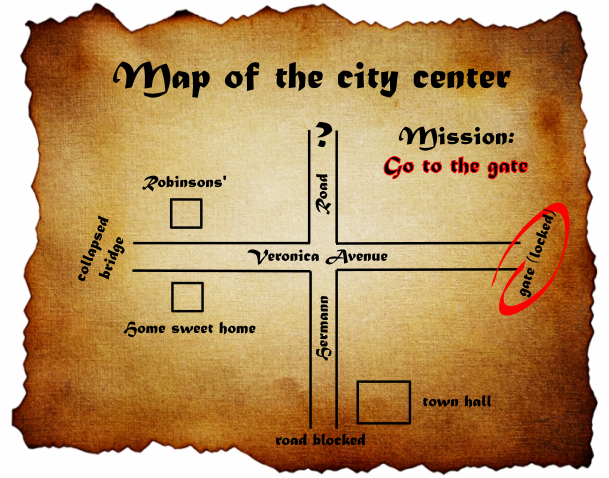 Map of the city center
?
Mission:
Go to the gate
Robinsons'
Road
collapsed
bridge
Veronica Avenue
gate (locked)
Home sweet home
Hermann
town hall
road blocked